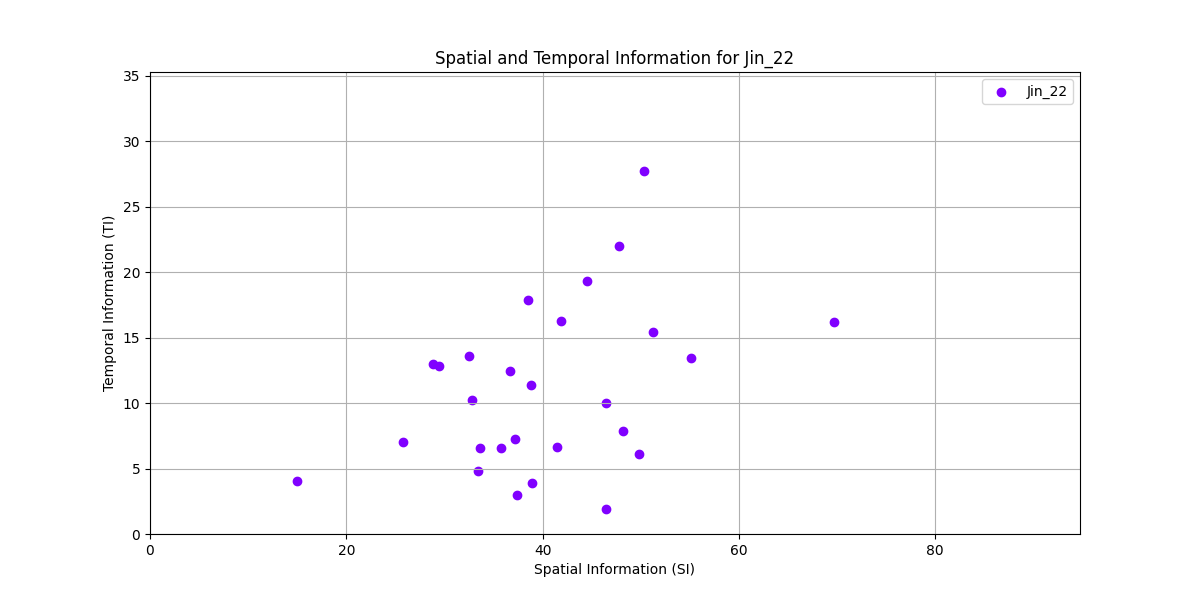 Spatial and Temporal Information for Jin_22
Jin_22
Temporal Information (TI)
35
30
25
20
15
10
5
0
0 20 40 60 80
Spatial Information (SI)